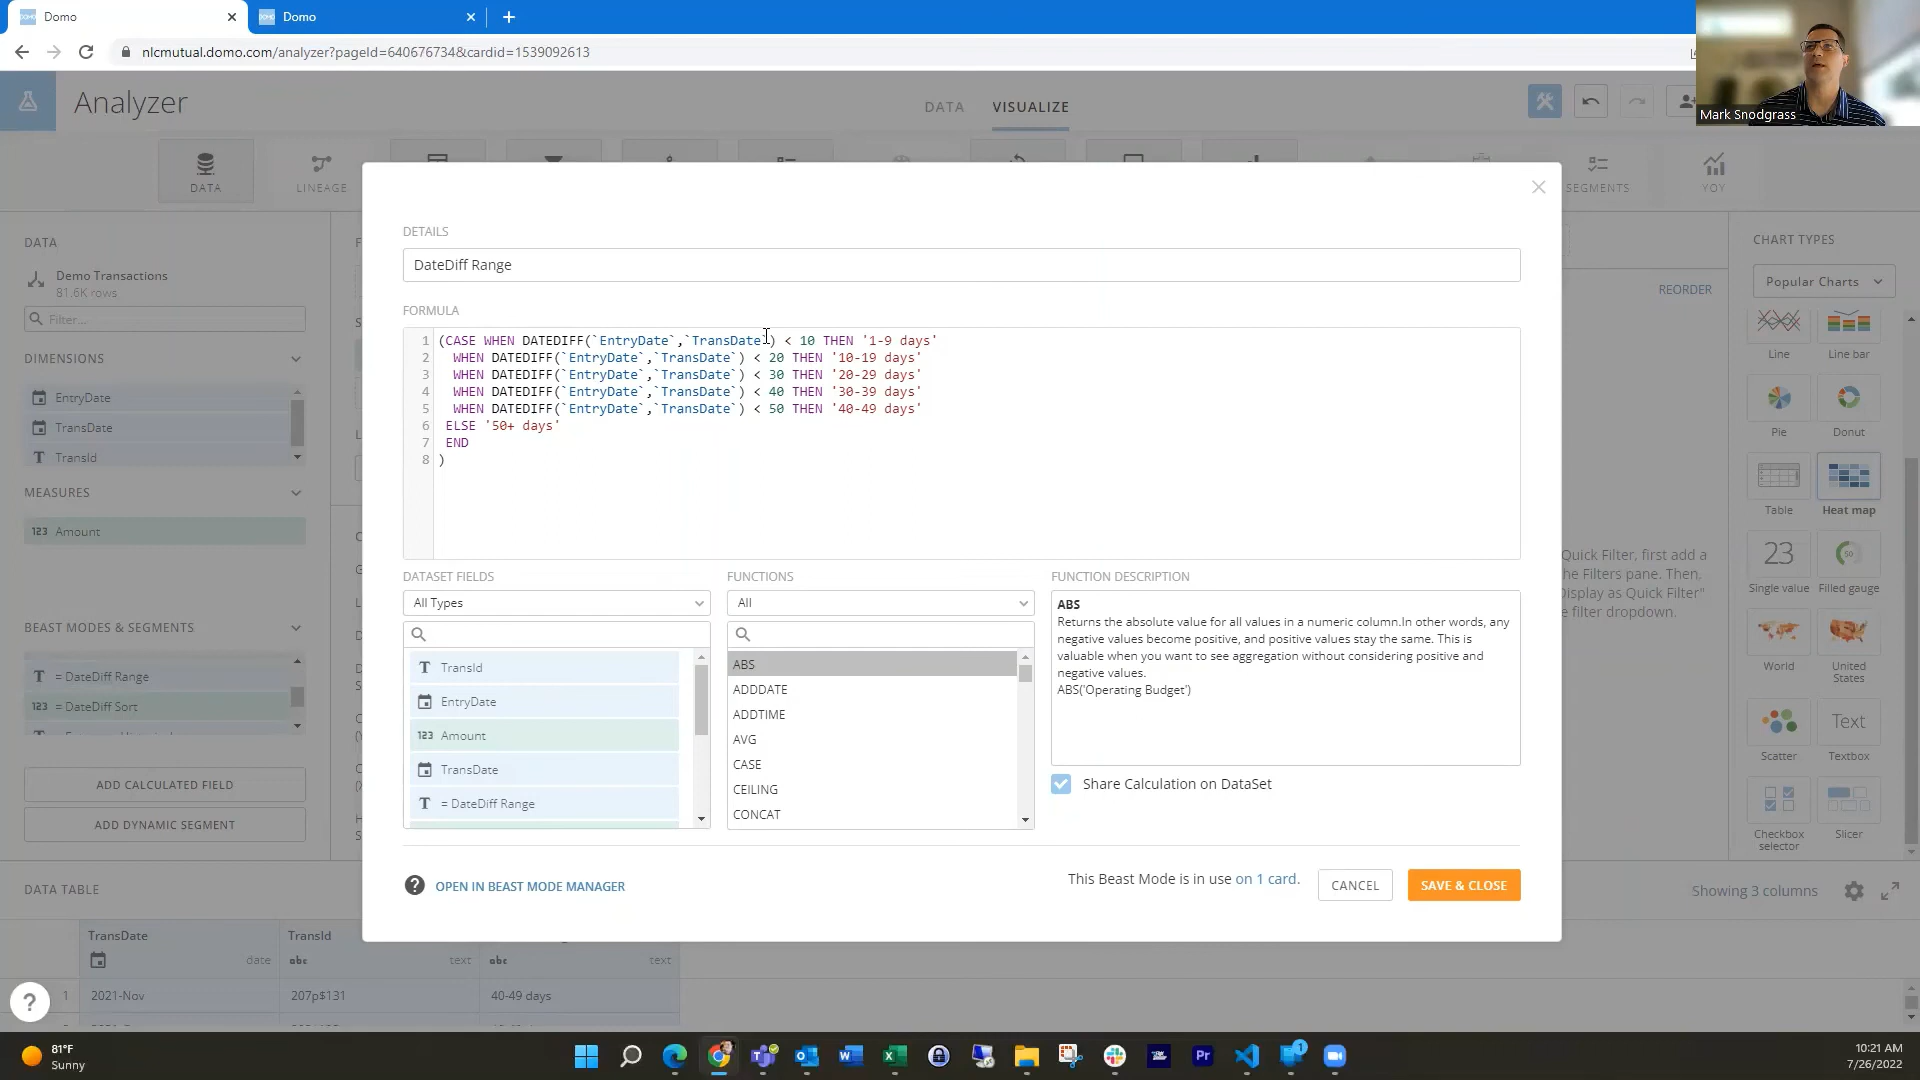 Domo
Domo
nlcmutual.domo.com/analyzer?pageId=640676734&cardid=1539092613
Mark Snodgrass
Analyzer
DATA
VISUALIZE
DATA
LINEAGE
SEGMENTS
YOY
DATA
Demo Transactions
81.6K rows
Filter...
DIMENSIONS
EntryDate
TransDate
TransId
MEASURES
123 Amount
BEAST MODES & SEGMENTS
= DateDiff Range
123 = DateDiff Sort
ADD CALCULATED FIELD
ADD DYNAMIC SEGMENT
DETAILS
DateDiff Range
FORMULA
1 (CASE WHEN DATEDIFF(`EntryDate`,`TransDate`) < 10 THEN '1-9 days'
2 WHEN DATEDIFF(`EntryDate`,`TransDate`) < 20 THEN '10-19 days'
3 WHEN DATEDIFF(`EntryDate`,`TransDate`) < 30 THEN '20-29 days'
4 WHEN DATEDIFF(`EntryDate`,`TransDate`) < 40 THEN '30-39 days'
5 WHEN DATEDIFF(`EntryDate`,`TransDate`) < 50 THEN '40-49 days'
6 ELSE '50+ days'
7 END
8 )
DATASET FIELDS
All Types
T TransId
EntryDate
123 Amount
TransDate
T = DateDiff Range
FUNCTIONS
All
ABS
ADDDATE
ADDTIME
AVG
CASE
CEILING
CONCAT
FUNCTION DESCRIPTION
ABS
Returns the absolute value for all values in a numeric column.In other words, any
negative values become positive, and positive values stay the same. This is
valuable when you want to see aggregation without considering positive and
negative values.
ABS('Operating Budget')
Share Calculation on DataSet
OPEN IN BEAST MODE MANAGER
This Beast Mode is in use on 1 card.
CANCEL
SAVE & CLOSE
REORDER
Quick Filter, first add a
he Filters pane. Then,
Display as Quick Filter"
e filter dropdown.
CHART TYPES
Popular Charts
Line
Line bar
Pie
Donut
Table
Heat map
23
Single value
Filled gauge
World
United
States
Scatter
Text
Textbox
Checkbox
selector
Slicer
DATA TABLE
Showing 3 columns
TransDate
TransId
date
abc
text
abc
text
1
2021-Nov
207p$131
40-49 days
81°F
Sunny
Pr
1
10:21 AM
7/26/2022